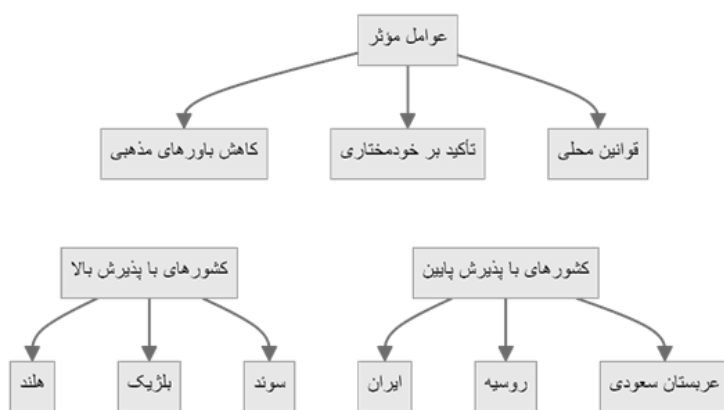 عوامل مؤثر
قوانین محلی
تأکید بر خودمختاری
کاهش باورهای مذهبی
کشورهای با پذیرش پایین
عربستان سعودی
روسیه
ایران
کشورهای با پذیرش بالا
سوند
بلژیک
هلند